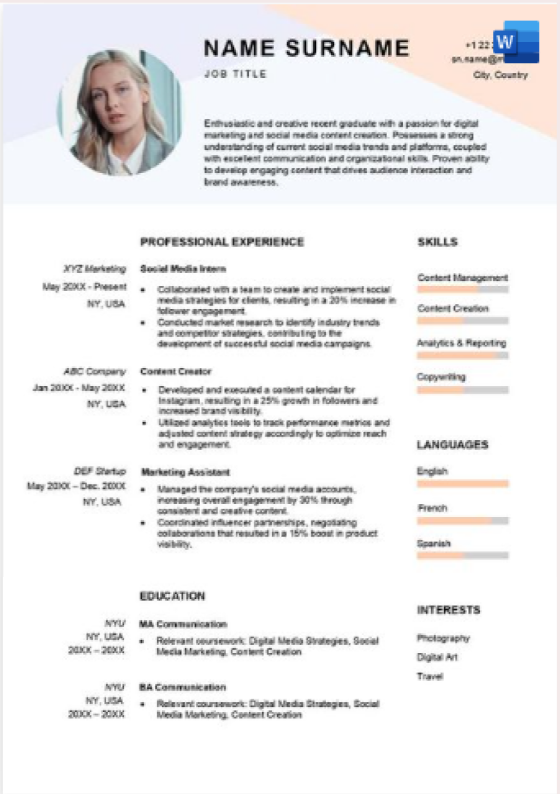 NAME SURNAME
JOB TITLE
+1 22
W
sn.name@m
City, Country
Enthusiastic and creative recent graduate with a passion for digital
marketing and social media content creation. Possesses a strong
understanding of current social media trends and platforms, coupled
with excellent communication and organizational skills. Proven ability
to develop engaging content that drives audience interaction and
brand awareness.
PROFESSIONAL EXPERIENCE
XYZ Marketing
May 20XX - Present
NY, USA
Social Media Intern
• Collaborated with a team to create and implement social
media strategies for clients, resulting in a 20% increase in
follower engagement.
• Conducted market research to identify industry trends
and competitor strategies, contributing to the
development of successful social media campaigns.
ABC Company
Jan 20XX - May 20XX
NY, USA
Content Creator
• Developed and executed a content calendar for
Instagram, resulting in a 25% growth in followers and
increased brand visibility.
• Utilized analytics tools to track performance metrics and
adjusted content strategy accordingly to optimize reach
and engagement.
DEF Startup
May 20XX – Dec. 20XX
NY, USA
Marketing Assistant
• Managed the company's social media accounts,
increasing overall engagement by 30% through
consistent and creative content.
• Coordinated influencer partnerships, negotiating
collaborations that resulted in a 15% boost in product
visibility.
EDUCATION
NYU
NY, USA
20XX – 20XX
MA Communication
• Relevant coursework: Digital Media Strategies, Social
Media Marketing, Content Creation
NYU
NY, USA
20XX – 20XX
BA Communication
• Relevant coursework: Digital Media Strategies, Social
Media Marketing, Content Creation
SKILLS
Content Management
Content Creation
Analytics & Reporting
Copywriting
LANGUAGES
English
French
Spanish
INTERESTS
Photography
Digital Art
Travel